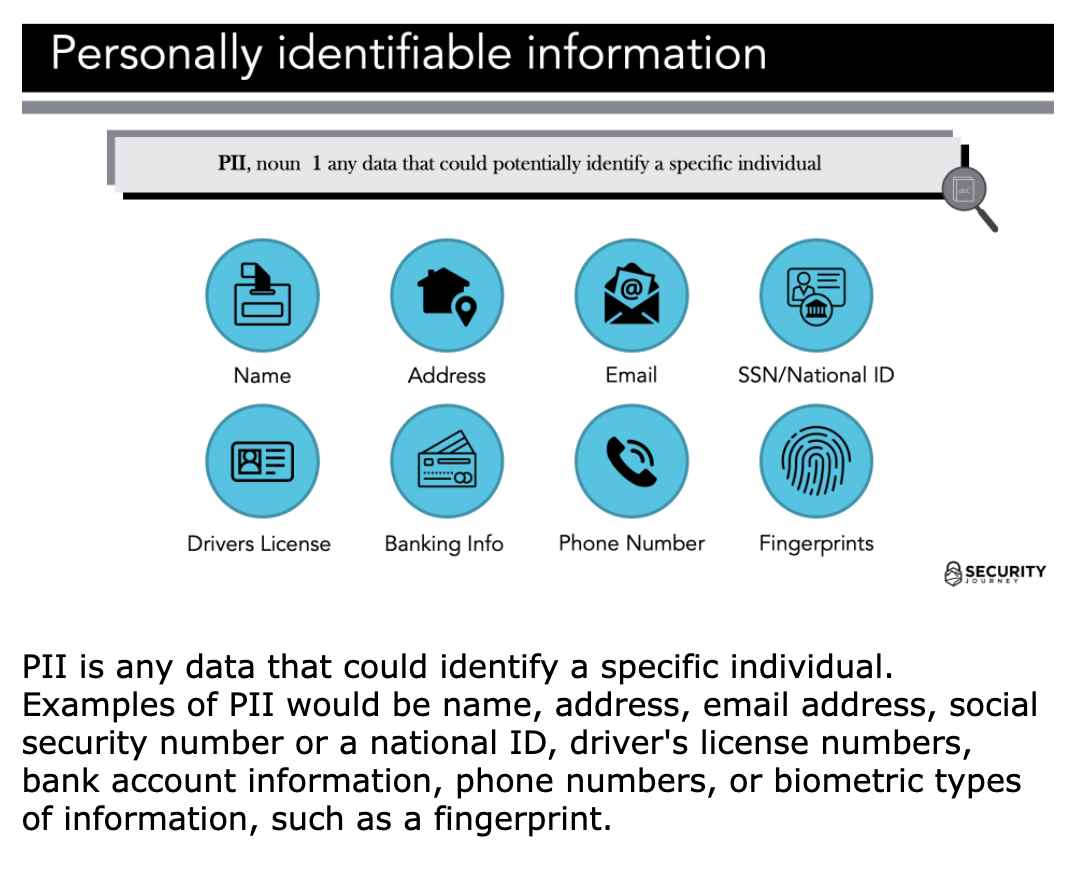 Personally identifiable information
PII, noun 1 any data that could potentially identify a specific individual
Name
Address
Email
SSN/National ID
Drivers License
Banking Info
Phone Number
Fingerprints
SECURITY
JOURNEY
PII is any data that could identify a specific individual.
Examples of PII would be name, address, email address, social
security number or a national ID, driver's license numbers,
bank account information, phone numbers, or biometric types
of information, such as a fingerprint.